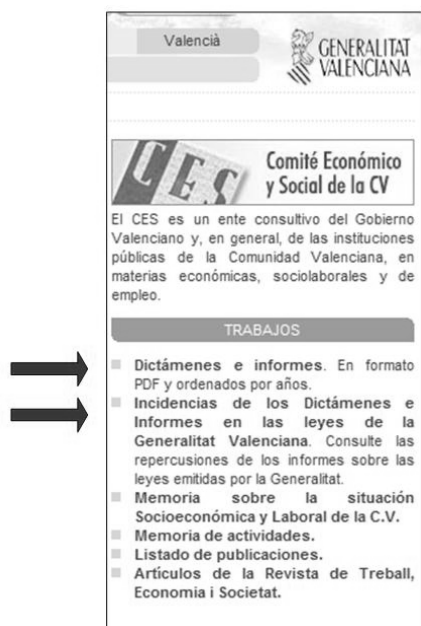 Valencià
GENERALITAT
VALENCIANA
CES
Comité Económico
y Social de la CV
El CES es un ente consultivo del Gobierno
Valenciano y, en general, de las instituciones
públicas de la Comunidad Valenciana, en
materias económicas, sociolaborales y de
empleo.
TRABAJOS
Dictámenes e informes. En formato
PDF y ordenados por años.
Incidencias de los Dictámenes e
Informes en las leyes de la
Generalitat Valenciana. Consulte las
repercusiones de los informes sobre las
leyes emitidas por la Generalitat.
Memoria sobre la situación
Socioeconómica y Laboral de la C.V.
Memoria de actividades.
Listado de publicaciones.
Artículos de la Revista de Treball,
Economia i Societat.